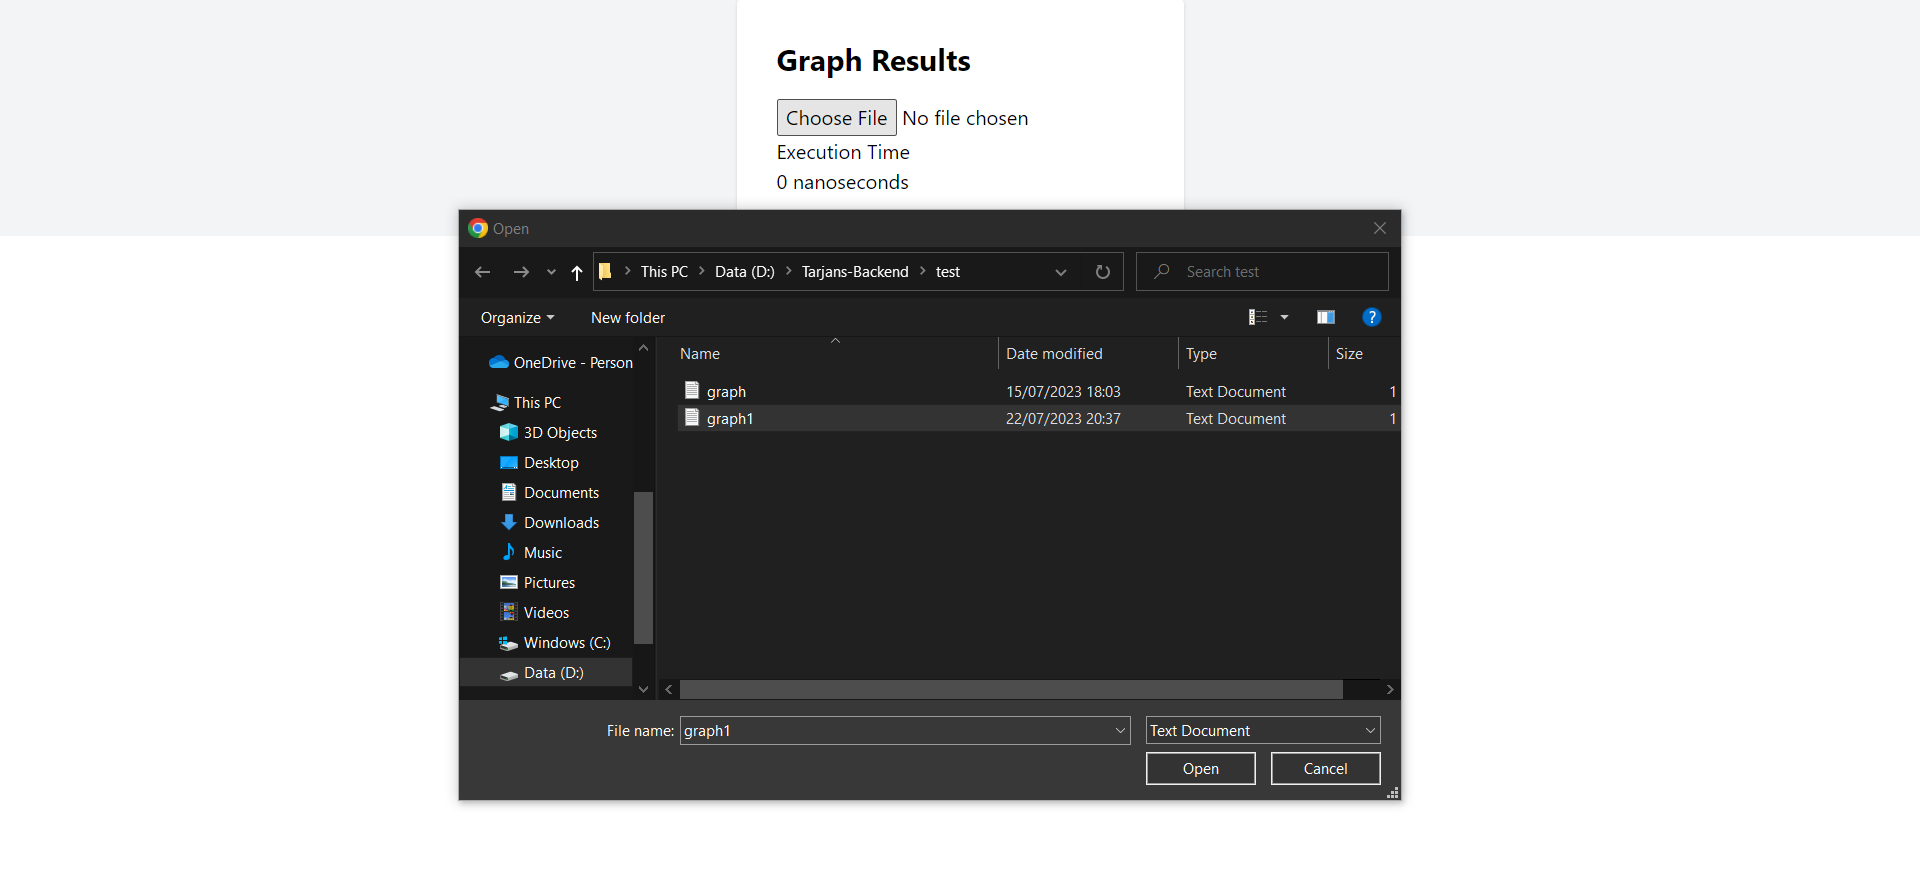 Graph Results
Choose File No file chosen
Execution Time
0 nanoseconds
Open
This PC Data (D:) Tarjans-Backend test
Search test
Organize New folder
?
Name Date modified Type Size
graph 15/07/2023 18:03 Text Document 1
graph1 22/07/2023 20:37 Text Document 1
OneDrive - Person
This PC
3D Objects
Desktop
Documents
Downloads
Music
Pictures
Videos
Windows (C:)
Data (D:)
File name: graph1 Text Document
Open Cancel